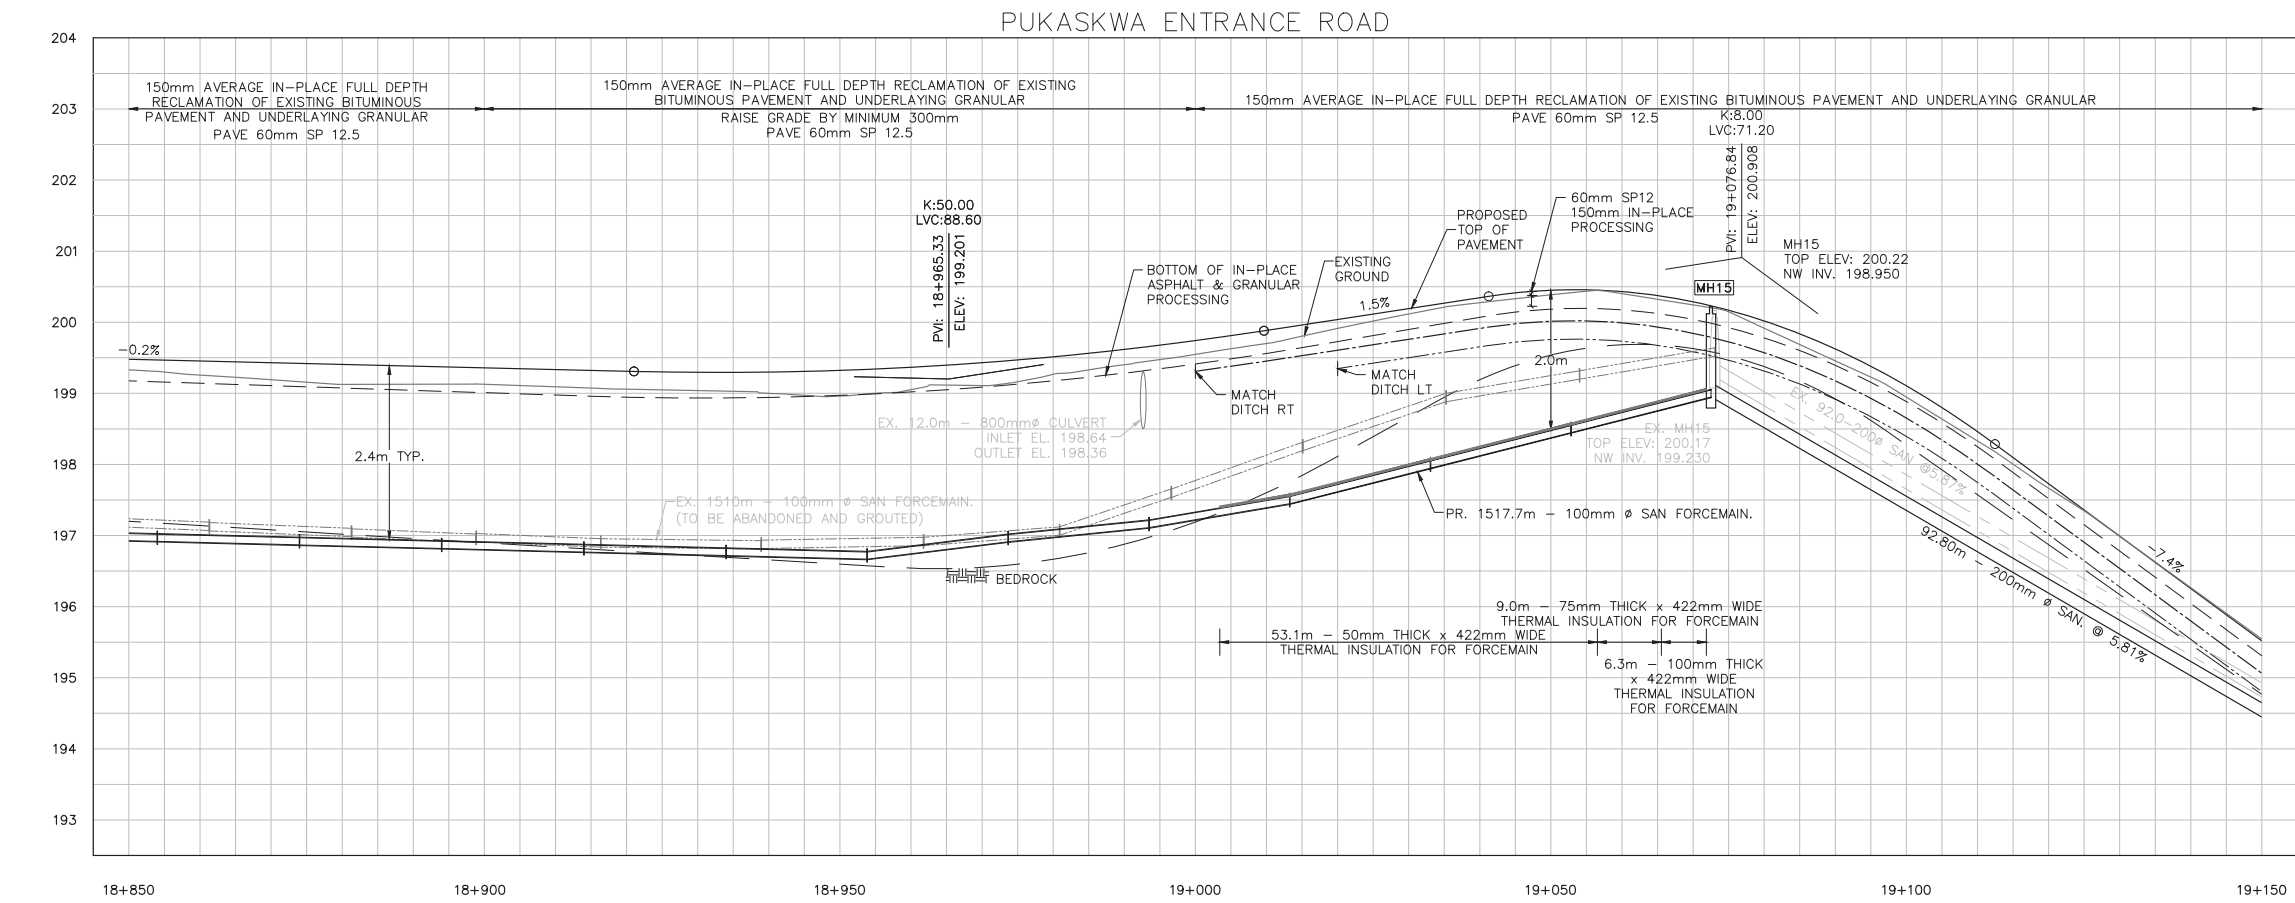 PUKASKWA ENTRANCE ROAD
204
203
202
201
200
199
198
197
196
195
194
193
150mm AVERAGE IN-PLACE FULL DEPTH
RECLAMATION OF EXISTING BITUMINOUS
PAVEMENT AND UNDERLAYING GRANULAR
PAVE 60mm SP 12.5
150mm AVERAGE IN-PLACE FULL DEPTH RECLAMATION OF EXISTING
BITUMINOUS PAVEMENT AND UNDERLAYING GRANULAR
RAISE GRADE BY MINIMUM 300mm
PAVE 60mm SP 12.5
150mm AVERAGE IN-PLACE FULL DEPTH RECLAMATION OF EXISTING BITUMINOUS PAVEMENT AND UNDERLAYING GRANULAR
PAVE 60mm SP 12.5
K:8.00
LVC:71.20
PVI: 19+076.84
ELEV: 200.908
K:50.00
LVC:88.60
PVI: 18+965.33
ELEV: 199.201
60mm SP12
150mm IN-PLACE
PROCESSING
PROPOSED
TOP OF
PAVEMENT
MH15
TOP ELEV: 200.22
NW INV. 198.950
BOTTOM OF IN-PLACE
ASPHALT & GRANULAR
PROCESSING
EXISTING
GROUND
MH15
1.5%
-0.2%
2.0m
MATCH
DITCH RT
MATCH
DITCH LT
EX. 12.0m - 800mmø CULVERT
INLET EL. 198.64
OUTLET EL. 198.36
EX. MH15
TOP ELEV: 200.17
NW INV. 199.230
EX. 92.0-200ø SAN @5.87%
2.4m TYP.
EX. 1510m - 100mm ø SAN FORCEMAIN.
(TO BE ABANDONED AND GROUTED)
PR. 1517.7m - 100mm ø SAN FORCEMAIN.
92.80m - 200mm ø SAN. @ 5.81%
-7.4%
BEDROCK
9.0m - 75mm THICK x 422mm WIDE
THERMAL INSULATION FOR FORCEMAIN
53.1m - 50mm THICK x 422mm WIDE
THERMAL INSULATION FOR FORCEMAIN
6.3m - 100mm THICK
x 422mm WIDE
THERMAL INSULATION
FOR FORCEMAIN
18+850
18+900
18+950
19+000
19+050
19+100
19+150